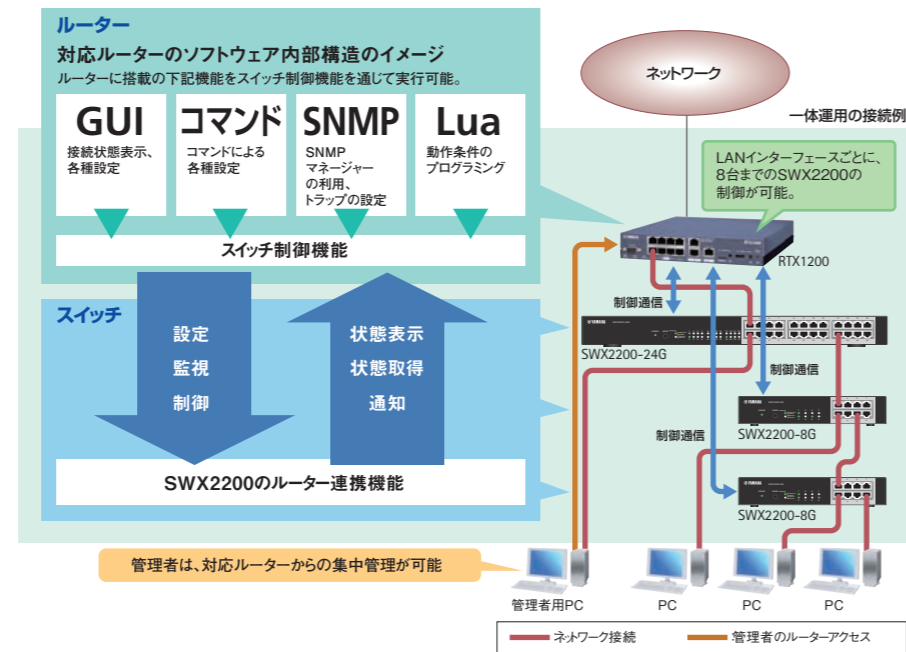 ルーター
対応ルーターのソフトウェア内部構造のイメージ
ルーターに搭載の下記機能をスイッチ制御機能を通じて実行可能。
GUI
接続状態表示、
各種設定
コマンド
コマンドによる
各種設定
SNMP
SNMP
マネージャー
の利用、
トラップの設定
Lua
動作条件の
プログラミング
スイッチ制御機能
スイッチ
設定
監視
制御
状態表示
状態取得
通知
SWX2200のルーター連携機能
ネットワーク
一体運用の接続例
LANインターフェースごとに、
8台までのSWX2200の
制御が可能。
RTX1200
制御通信
SWX2200-24G
制御通信
SWX2200-8G
制御通信
SWX2200-8G
管理者は、対応ルーターからの集中管理が可能
管理者用PC
PC
PC
PC
ネットワーク接続
管理者のルーターアクセス